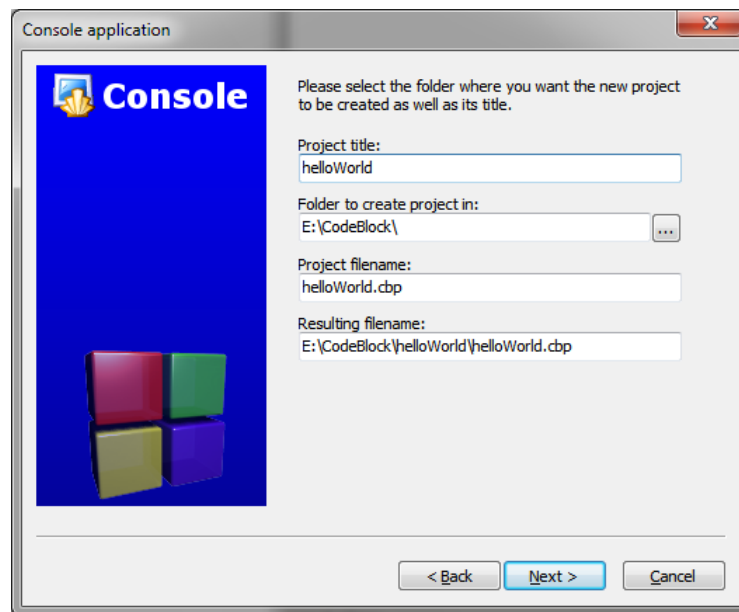 Console application
Console
Please select the folder where you want the new project
to be created as well as its title.
Project title:
helloWorld
Folder to create project in:
E:\CodeBlock\
...
Project filename:
helloWorld.cbp
Resulting filename:
E:\CodeBlock\helloWorld\helloWorld.cbp
< Back
Next >
Cancel